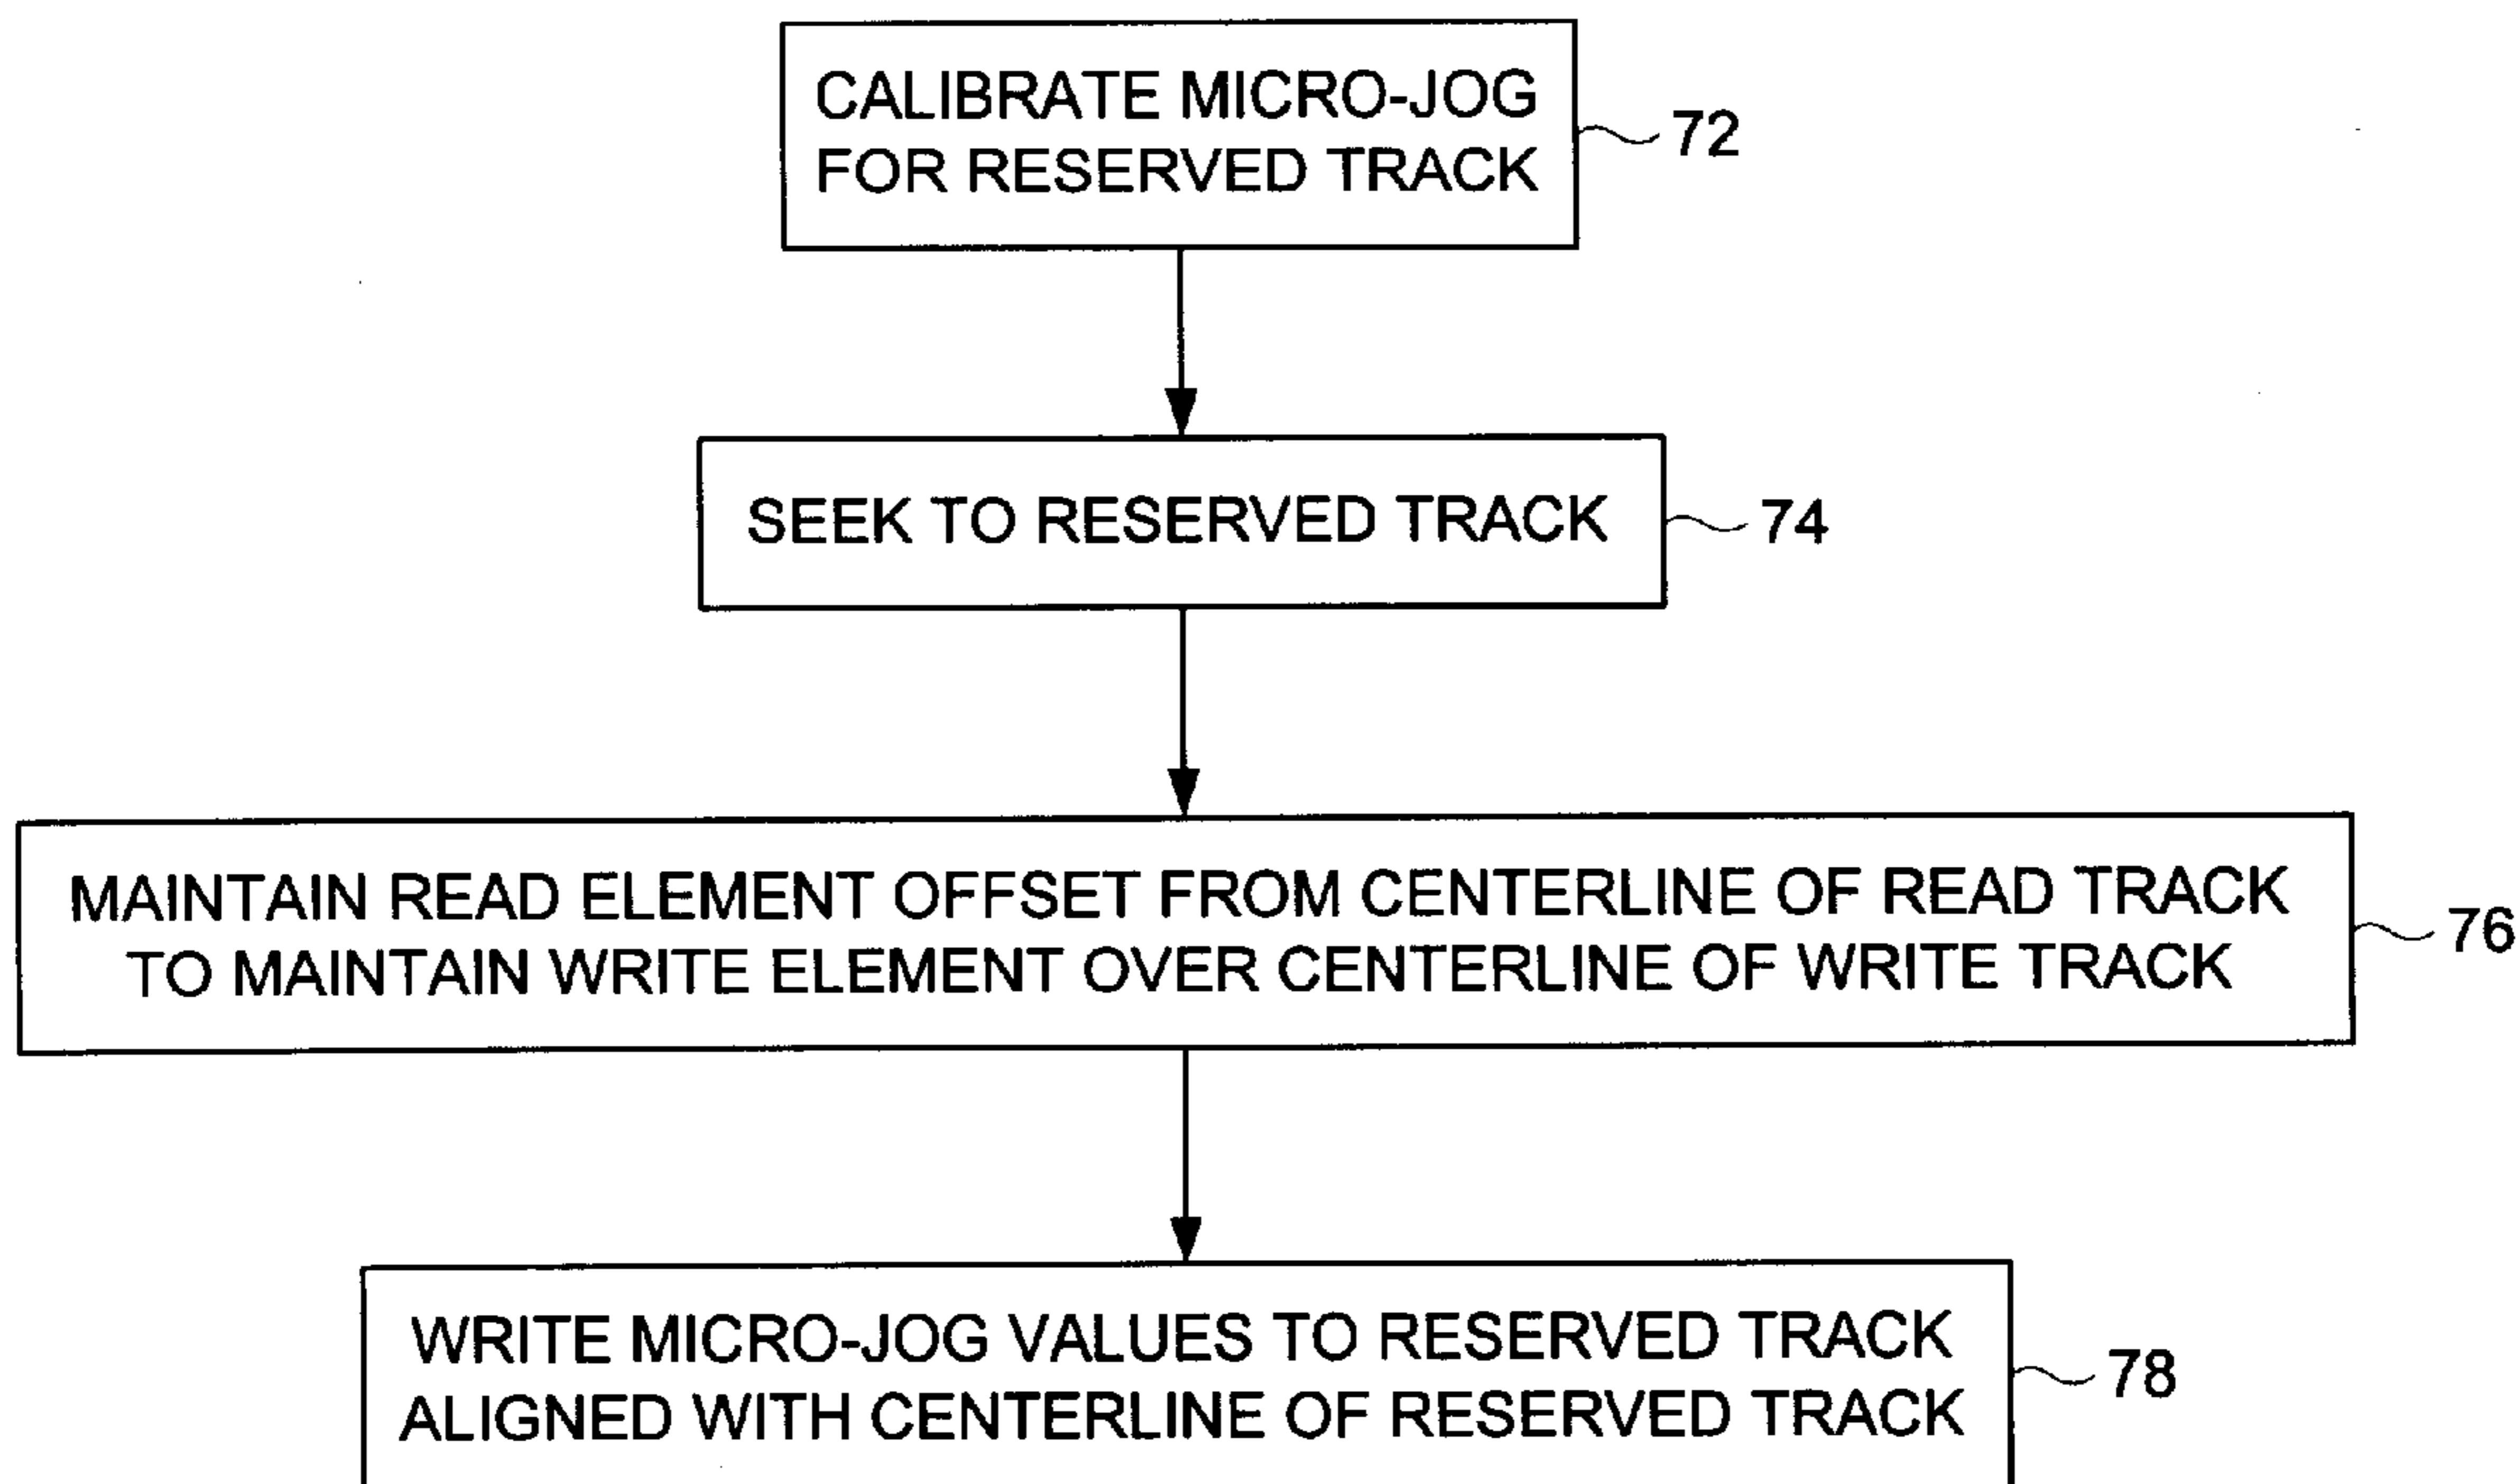 CALIBRATE MICRO-JOG
FOR RESERVED TRACK
72
SEEK TO RESERVED TRACK
74
MAINTAIN READ ELEMENT OFFSET FROM CENTERLINE OF READ TRACK
TO MAINTAIN WRITE ELEMENT OVER CENTERLINE OF WRITE TRACK
76
WRITE MICRO-JOG VALUES TO RESERVED TRACK
ALIGNED WITH CENTERLINE OF RESERVED TRACK
78